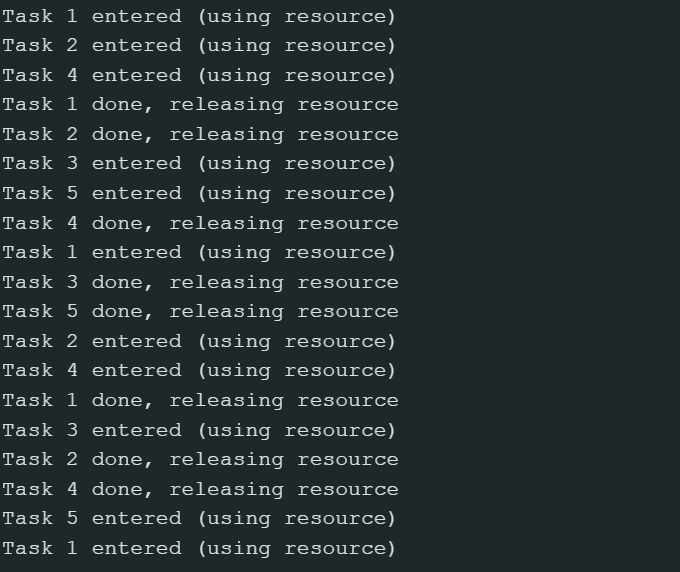 Task 1 entered (using resource)
Task 2 entered (using resource)
Task 4 entered (using resource)
Task 1 done, releasing resource
Task 2 done, releasing resource
Task 3 entered (using resource)
Task 5 entered (using resource)
Task 4 done, releasing resource
Task 1 entered (using resource)
Task 3 done, releasing resource
Task 5 done, releasing resource
Task 2 entered (using resource)
Task 4 entered (using resource)
Task 1 done, releasing resource
Task 3 entered (using resource)
Task 2 done, releasing resource
Task 4 done, releasing resource
Task 5 entered (using resource)
Task 1 entered (using resource)